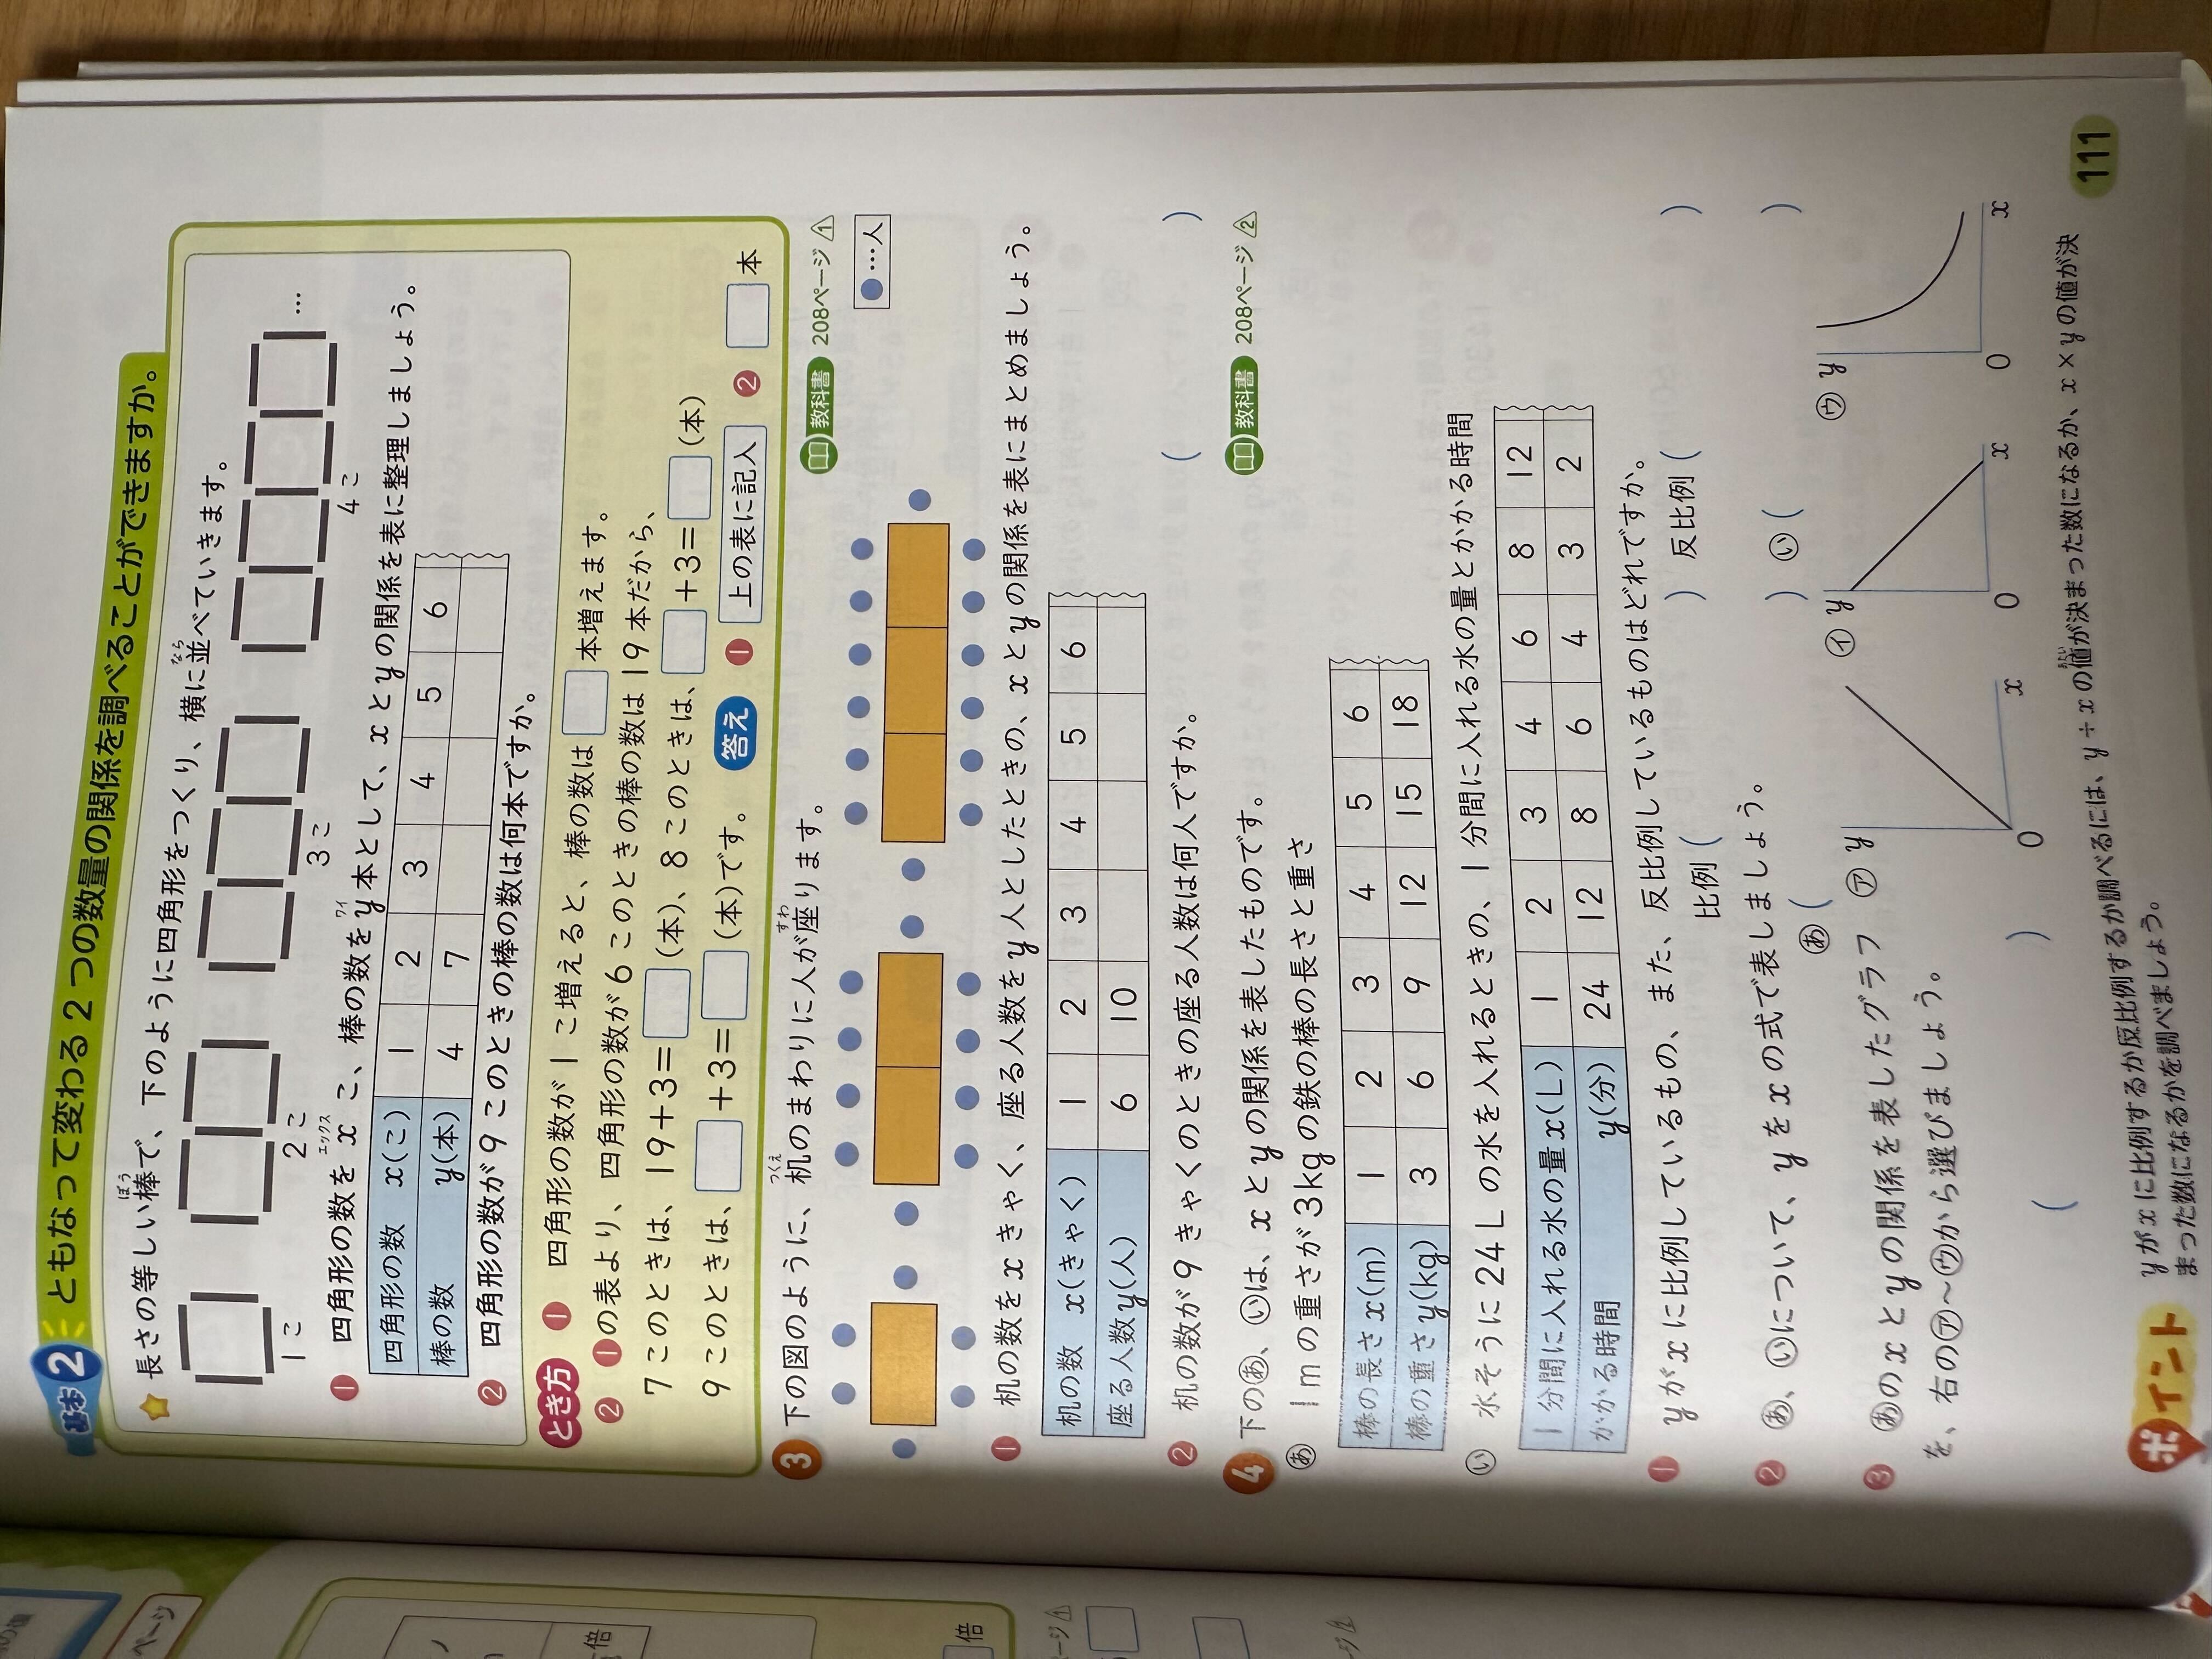 基本2 ともなって変わる2つの数量の関係を調べることができますか。
長さの等しい棒で、下のように四角形をつくり、横に並べていきます。
1こ 2こ 3こ 4こ …
❶ 四角形の数をxこ、棒の数をy本として、xとyの関係を表に整理しましょう。
四角形の数 x(こ) 1 2 3 4 5 6
棒の数 y(本) 4 7
❷ 四角形の数が9このときの棒の数は何本ですか。
とき方 ❶ 四角形の数が1こ増えると、棒の数は□本増えます。
❷ ❶の表より、四角形の数が6このときの棒の数は19本だから、
7このときは、19+3=□(本)、8このときは、□+3=□(本)
9このときは、□+3=□(本)です。 答え ❶ 上の表に記入 ❷ □本
3 下の図のように、机のまわりに人が座ります。 教科書 208ページ 1
●…人
❶ 机の数をxきゃく、座る人数をy人としたときの、xとyの関係を表にまとめましょう。
机の数 x(きゃく) 1 2 3 4 5 6
座る人数y(人) 6 10
❷ 机の数が9きゃくのときの座る人数は何人ですか。
( )
4 下のあ、いは、xとyの関係を表したものです。 教科書 208ページ 2
あ 1mの重さが3kgの鉄の棒の長さと重さ
棒の長さx(m) 1 2 3 4 5 6
棒の重さy(kg) 3 6 9 12 15 18
い 水そうに24Lの水を入れるときの、1分間に入れる水の量とかかる時間
1分間に入れる水の量x(L) 1 2 3 4 6 8 12
かかる時間 y(分) 24 12 8 6 4 3 2
❶ yがxに比例しているもの、また、反比例しているものはどれですか。
比例( ) 反比例( )
❷ あ、いについて、yをxの式で表しましょう。
あ( ) い( )
❸ あのxとyの関係を表したグラフを、右のア〜ウから選びましょう。
( )
ア y 0 x
イ y 0 x
ウ y 0 x
ポイント yがxに比例するか反比例するか調べるには、y÷xの値が決まった数になるか、x×yの値が決
まった数になるかを調べましょう。
111